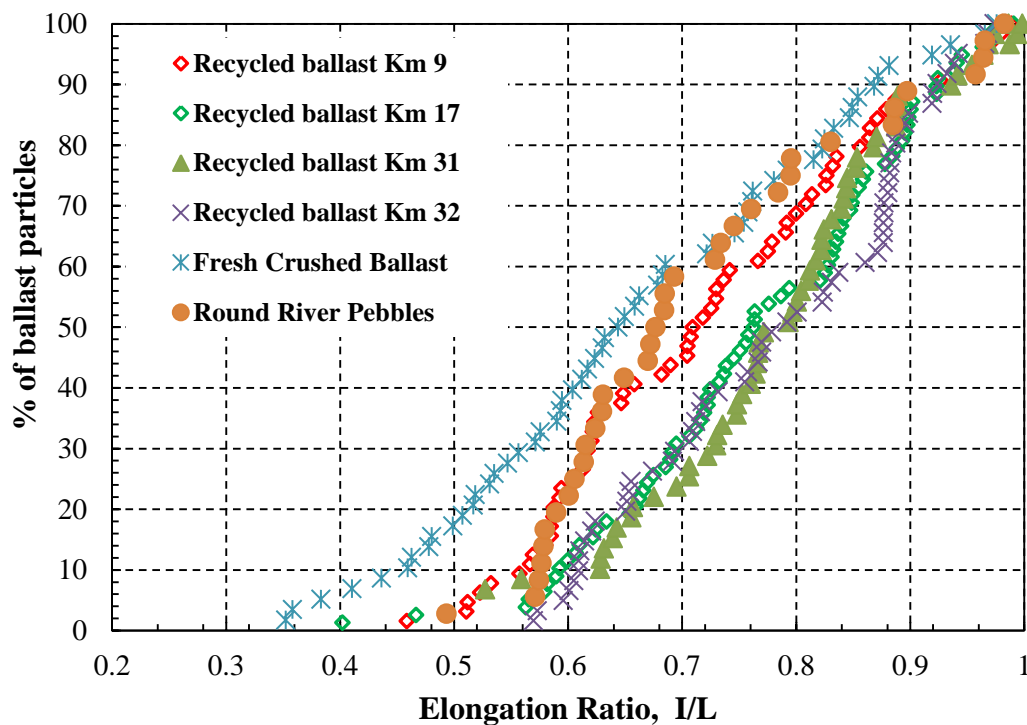 100
90
80
70
60
50
40
30
20
10
0
% of ballast particles
Recycled ballast Km 9
Recycled ballast Km 17
Recycled ballast Km 31
Recycled ballast Km 32
Fresh Crushed Ballast
Round River Pebbles
0.2 0.3 0.4 0.5 0.6 0.7 0.8 0.9 1
Elongation Ratio, I/L